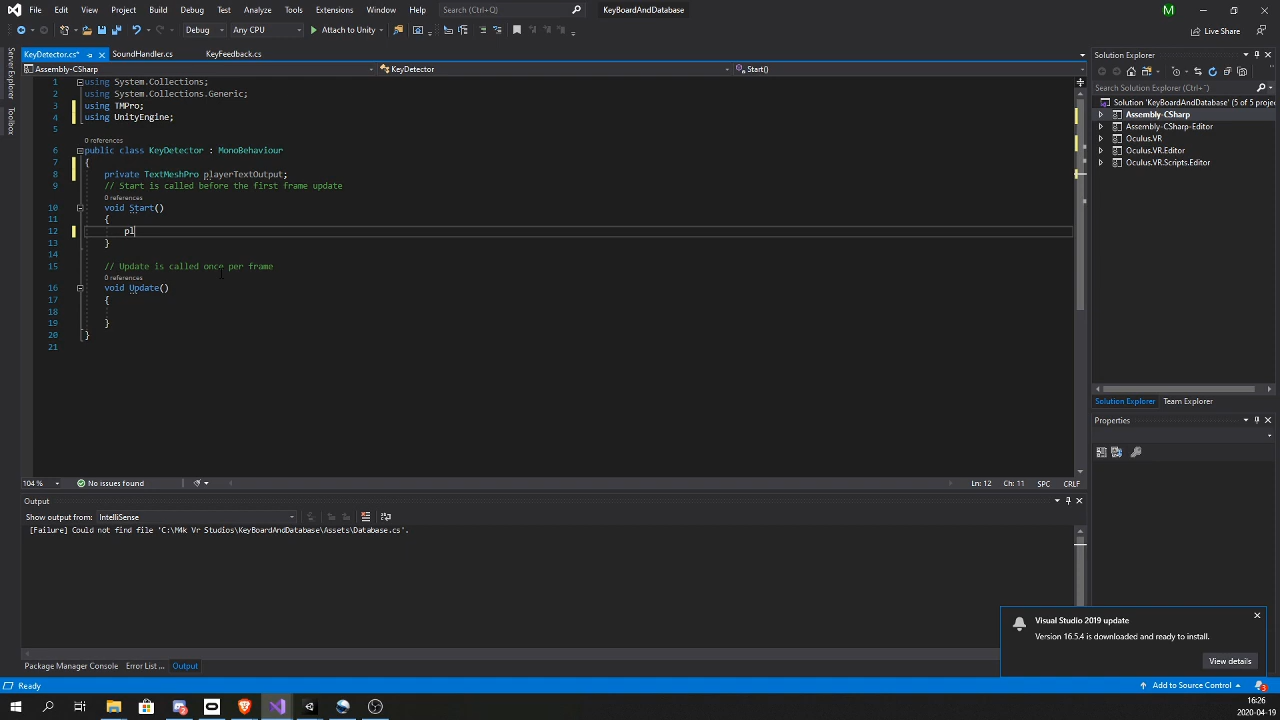 File Edit View Project Build Debug Test Analyze Tools Extensions Window Help Search (Ctrl+Q) KeyBoardAndDatabase M
Debug Any CPU Attach to Unity Live Share
Server Explorer
Toolbox
KeyDetector.cs* SoundHandler.cs KeyFeedback.cs
Assembly-CSharp KeyDetector Start()
1 using System.Collections;
2 using System.Collections.Generic;
3 using TMPro;
4 using UnityEngine;
5
0 references
6 public class KeyDetector : MonoBehaviour
7 {
8 private TextMeshPro playerTextOutput;
9 // Start is called before the first frame update
0 references
10 void Start()
11 {
12 pl
13 }
14
15 // Update is called once per frame
0 references
16 void Update()
17 {
18
19 }
20 }
21
104 % No issues found Ln: 12 Ch: 11 SPC CRLF
Output
Show output from: IntelliSense
[Failure] Could not find file 'C:\M4k Vr Studios\KeyBoardAndDatabase\Assets\Database.cs'.
Package Manager Console Error List ... Output
Solution Explorer
Search Solution Explorer (Ctrl+¨)
Solution 'KeyBoardAndDatabase' (5 of 5 proje
Assembly-CSharp
Assembly-CSharp-Editor
Oculus.VR
Oculus.VR.Editor
Oculus.VR.Scripts.Editor
Solution Explorer Team Explorer
Properties
Visual Studio 2019 update
Version 16.5.4 is downloaded and ready to install.
View details
Ready Add to Source Control 3
16:26
2020-04-19